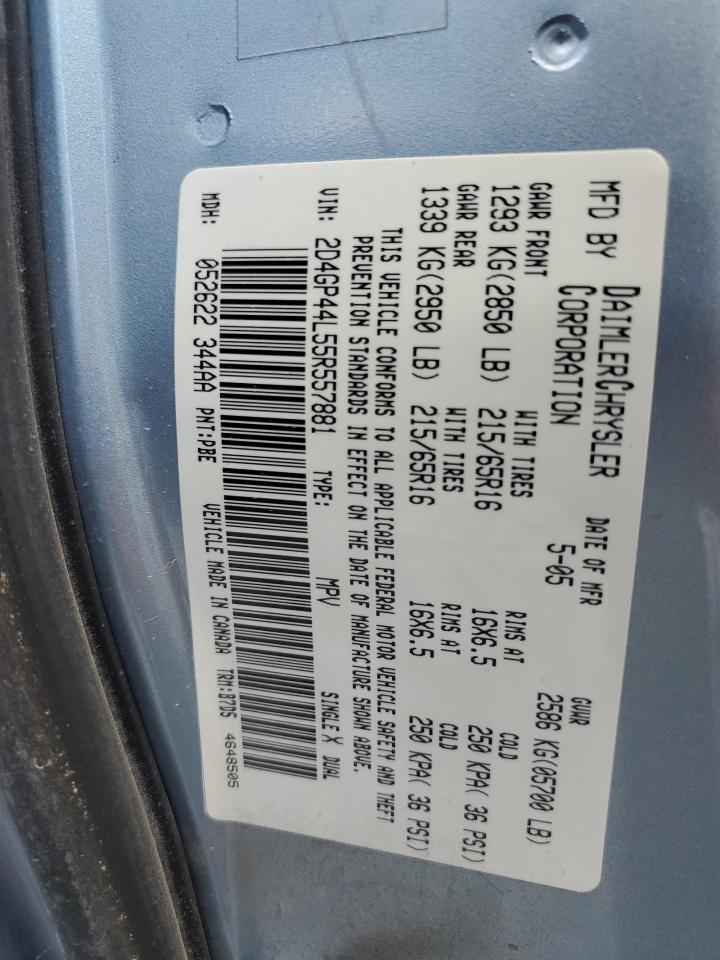 MFD BY DAIMLERCHRYSLER CORPORATION DATE OF MFR 5-05 GVWR 2586 KG(05700 LB)
GAWR FRONT WITH TIRES RIMS AT COLD
1293 KG(2850 LB) 215/65R16 16X6.5 250 KPA( 36 PSI)
GAWR REAR WITH TIRES RIMS AT COLD
1339 KG(2950 LB) 215/65R16 16X6.5 250 KPA( 36 PSI)
THIS VEHICLE CONFORMS TO ALL APPLICABLE FEDERAL MOTOR VEHICLE SAFETY AND THEFT
PREVENTION STANDARDS IN EFFECT ON THE DATE OF MANUFACTURE SHOWN ABOVE.
VIN: 2D4GP44L55R557881 TYPE: MPV SINGLE X DUAL
MDH: 052622 344AA PNT:PBE VEHICLE MADE IN CANADA TRM:B7D5 4648505